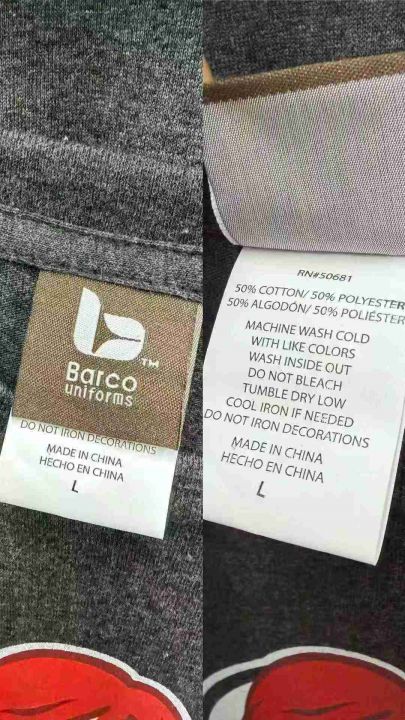 Barco
uniforms
TM
DO NOT IRON DECORATIONS
MADE IN CHINA
HECHO EN CHINA
L
RN#50681
50% COTTON/ 50% POLYESTER
50% ALGODÓN/ 50% POLIÉSTER
MACHINE WASH COLD
WITH LIKE COLORS
WASH INSIDE OUT
DO NOT BLEACH
TUMBLE DRY LOW
COOL IRON IF NEEDED
DO NOT IRON DECORATIONS
MADE IN CHINA
HECHO EN CHINA
L